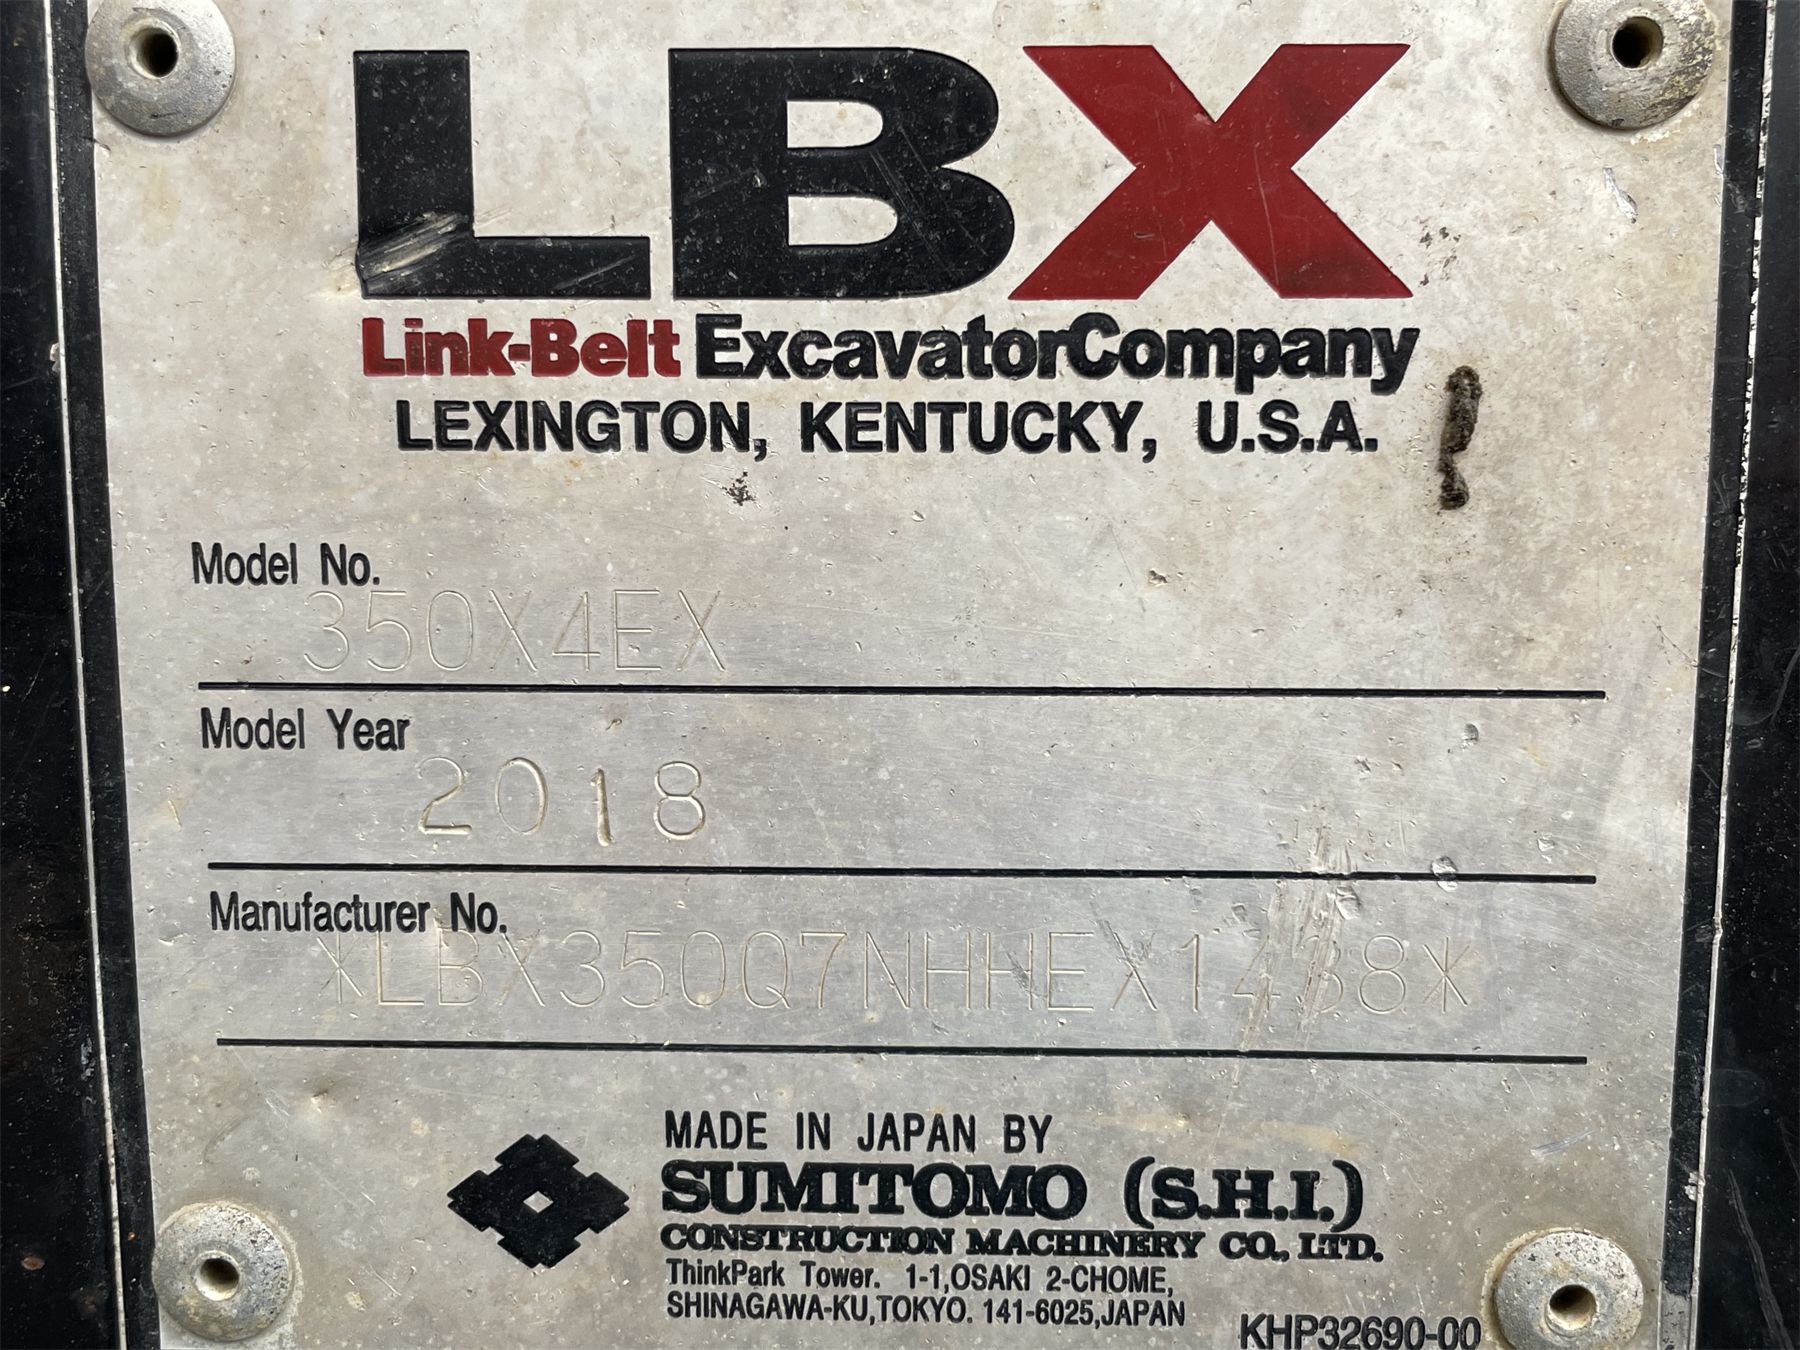 LBX
Link-Belt ExcavatorCompany
LEXINGTON, KENTUCKY, U.S.A.
Model No.
350X4EX
Model Year
2018
Manufacturer No.
*LBX350Q7NHHEX1438*
MADE IN JAPAN BY
SUMITOMO (S.H.I.)
CONSTRUCTION MACHINERY CO., LTD.
ThinkPark Tower. 1-1,OSAKI 2-CHOME,
SHINAGAWA-KU,TOKYO. 141-6025,JAPAN
KHP32690-00